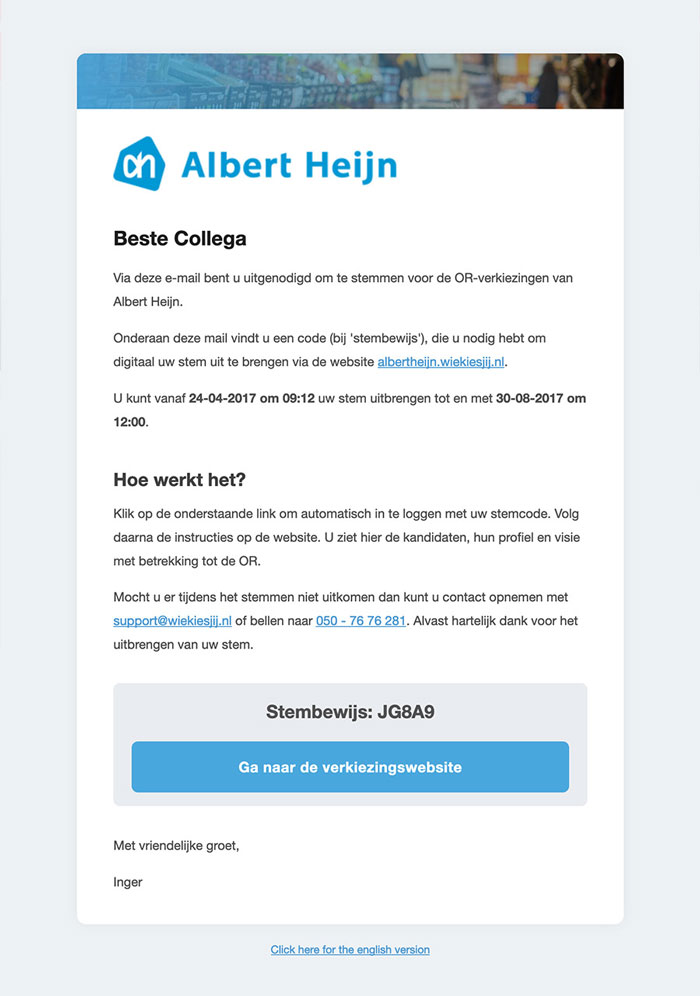 Albert Heijn
Beste Collega
Via deze e-mail bent u uitgenodigd om te stemmen voor de OR-verkiezingen van
Albert Heijn.
Onderaan deze mail vindt u een code (bij 'stembewijs'), die u nodig hebt om
digitaal uw stem uit te brengen via de website albertheijn.wiekiesjij.nl.
U kunt vanaf 24-04-2017 om 09:12 uw stem uitbrengen tot en met 30-08-2017 om
12:00.
Hoe werkt het?
Klik op de onderstaande link om automatisch in te loggen met uw stemcode. Volg
daarna de instructies op de website. U ziet hier de kandidaten, hun profiel en visie
met betrekking tot de OR.
Mocht u er tijdens het stemmen niet uitkomen dan kunt u contact opnemen met
support@wiekiesjij.nl of bellen naar 050 - 76 76 281. Alvast hartelijk dank voor het
uitbrengen van uw stem.
Stembewijs: JG8A9
Ga naar de verkiezingswebsite
Met vriendelijke groet,
Inger
Click here for the english version